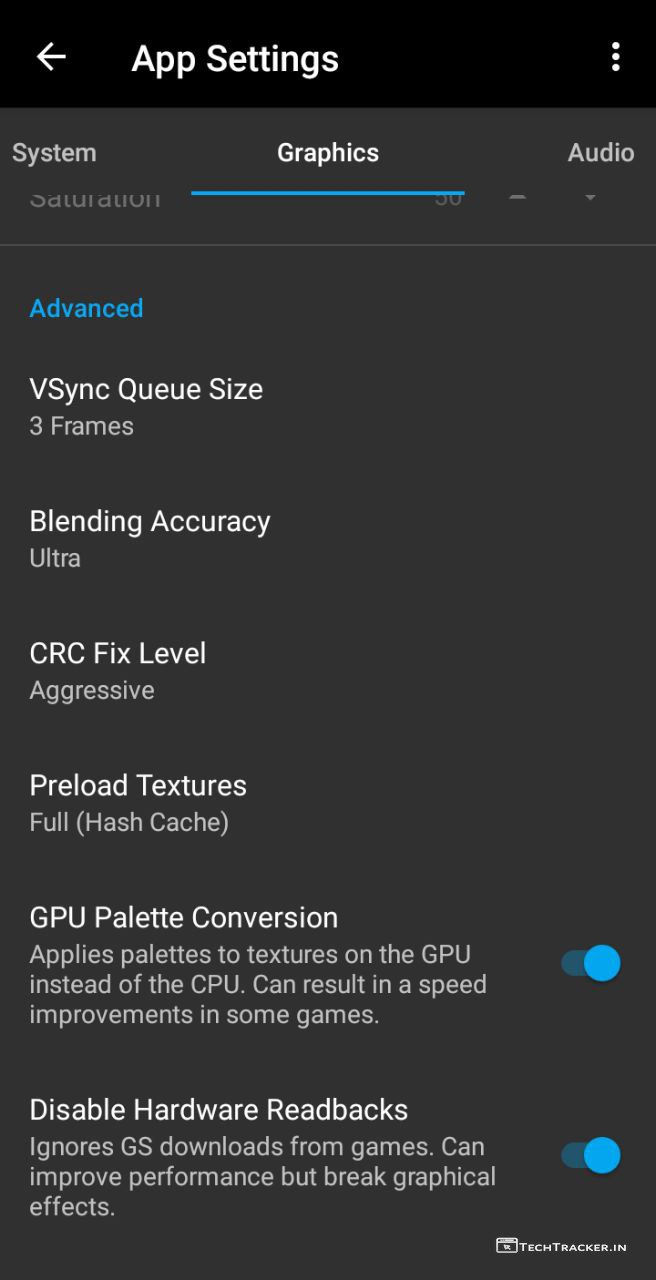 App Settings
System Graphics Audio
Saturation 50
Advanced
VSync Queue Size
3 Frames
Blending Accuracy
Ultra
CRC Fix Level
Aggressive
Preload Textures
Full (Hash Cache)
GPU Palette Conversion
Applies palettes to textures on the GPU
instead of the CPU. Can result in a speed
improvements in some games.
Disable Hardware Readbacks
Ignores GS downloads from games. Can
improve performance but break graphical
effects.
TECHTRACKER.IN